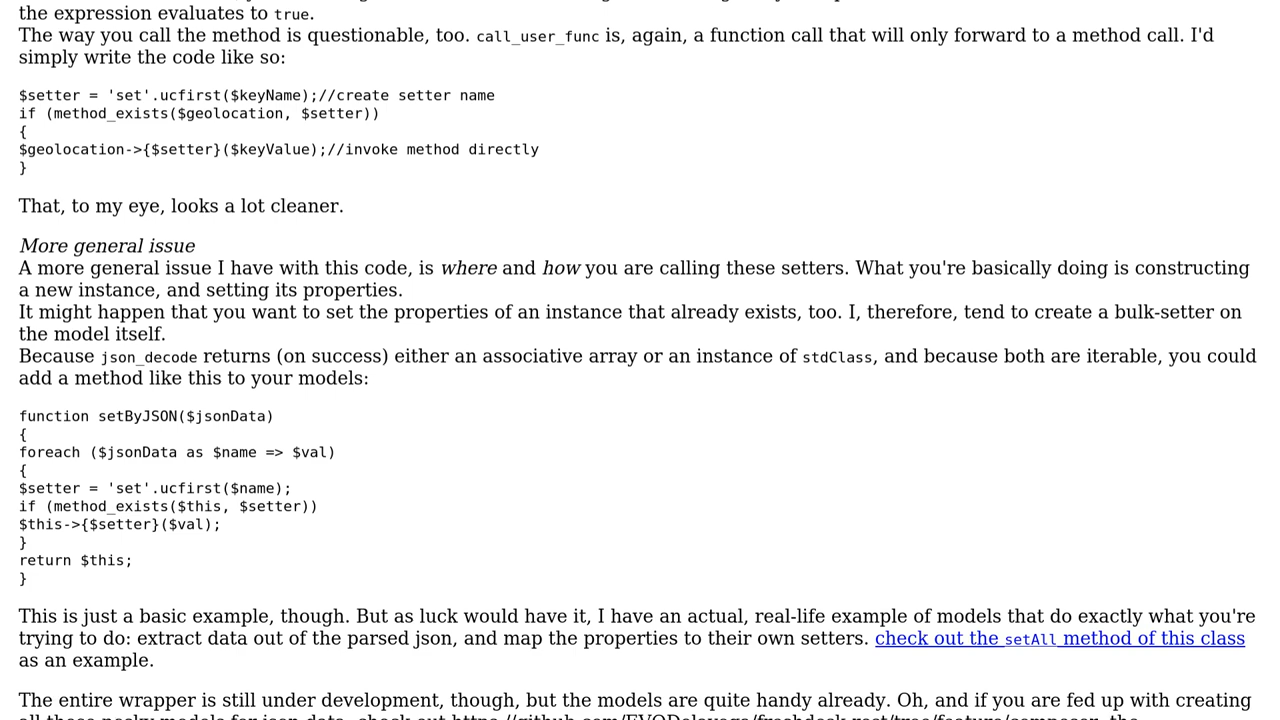 the expression evaluates to true.
The way you call the method is questionable, too. call_user_func is, again, a function call that will only forward to a method call. I'd
simply write the code like so:
$setter = 'set'.ucfirst($keyName);//create setter name
if (method_exists($geolocation, $setter))
{
$geolocation->{$setter}($keyValue);//invoke method directly
}
That, to my eye, looks a lot cleaner.
More general issue
A more general issue I have with this code, is where and how you are calling these setters. What you're basically doing is constructing
a new instance, and setting its properties.
It might happen that you want to set the properties of an instance that already exists, too. I, therefore, tend to create a bulk-setter on
the model itself.
Because json_decode returns (on success) either an associative array or an instance of stdClass, and because both are iterable, you could
add a method like this to your models:
function setByJSON($jsonData)
{
foreach ($jsonData as $name => $val)
{
$setter = 'set'.ucfirst($name);
if (method_exists($this, $setter))
$this->{$setter}($val);
}
return $this;
}
This is just a basic example, though. But as luck would have it, I have an actual, real-life example of models that do exactly what you're
trying to do: extract data out of the parsed json, and map the properties to their own setters. check out the setAll method of this class
as an example.
The entire wrapper is still under development, though, but the models are quite handy already. Oh, and if you are fed up with creating